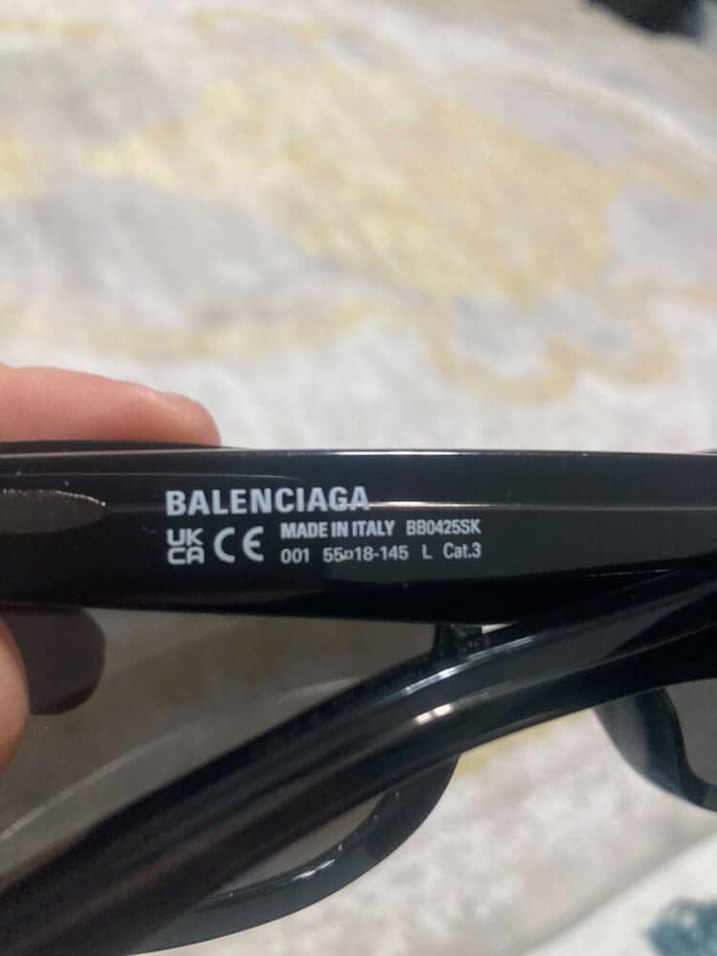 BALENCIAGA
UK CA CE MADE IN ITALY BB0425SK
001 55□18-145 L Cat.3